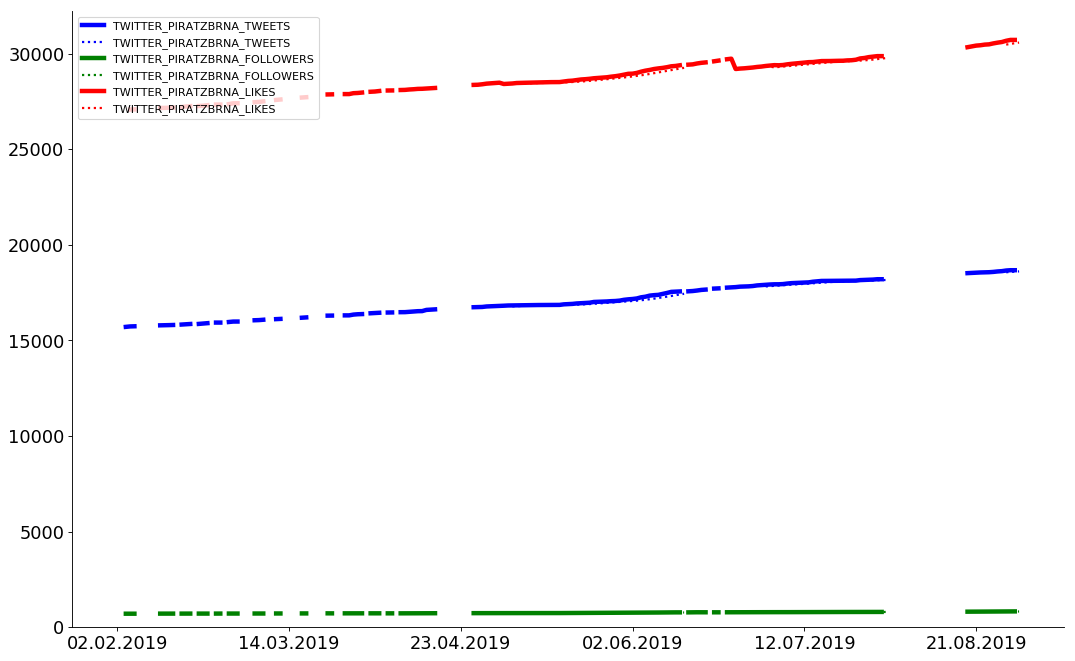 TWITTER_PIRATZBRNA_TWEETS
TWITTER_PIRATZBRNA_TWEETS
TWITTER_PIRATZBRNA_FOLLOWERS
TWITTER_PIRATZBRNA_FOLLOWERS
TWITTER_PIRATZBRNA_LIKES
TWITTER_PIRATZBRNA_LIKES
30000
25000
20000
15000
10000
5000
0
02.02.2019 14.03.2019 23.04.2019 02.06.2019 12.07.2019 21.08.2019